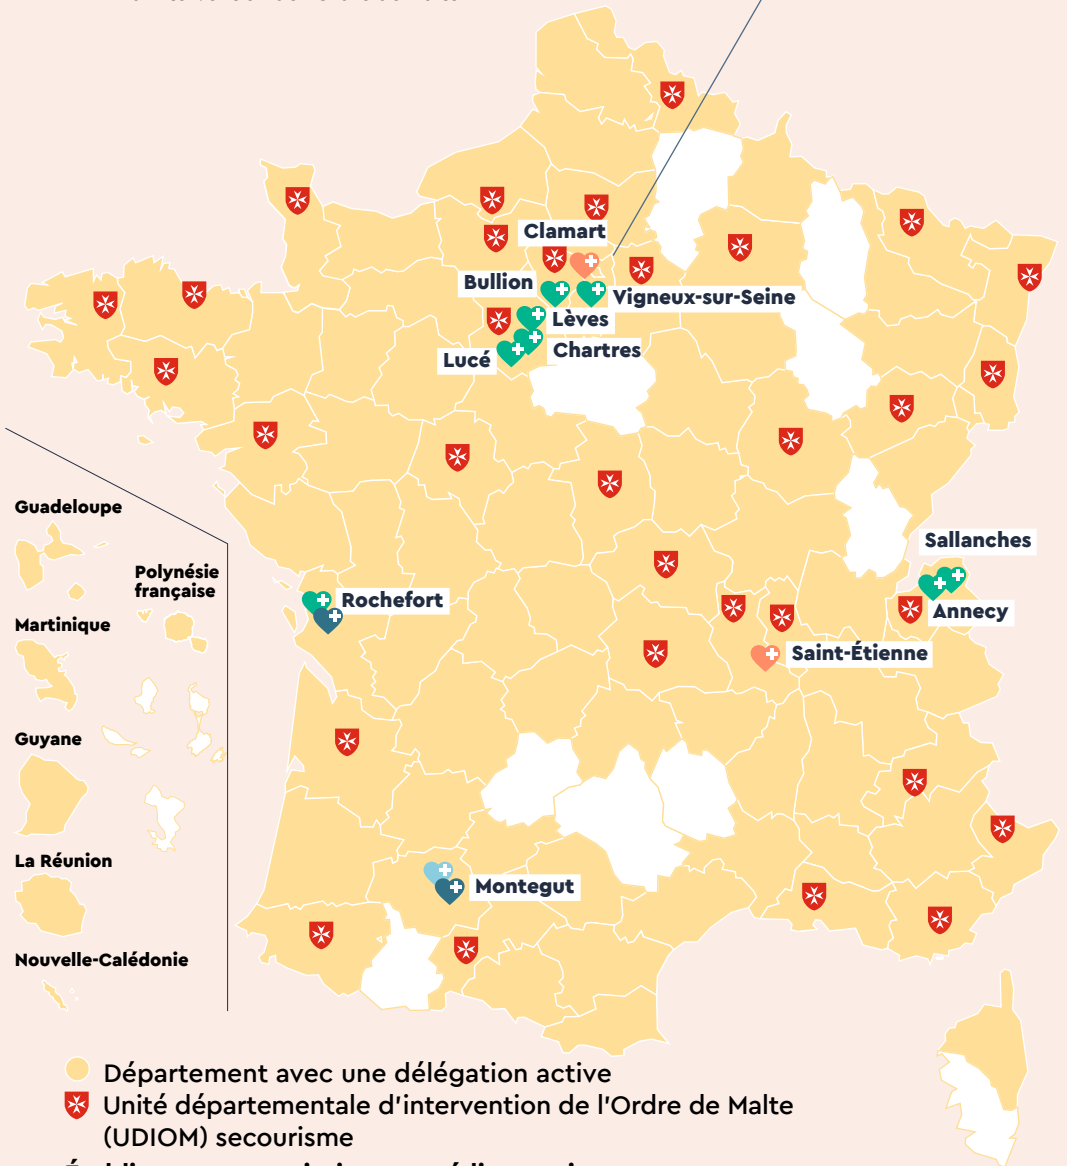 Clamart
Bullion
Vigneux-sur-Seine
Lèves
Chartres
Lucé
Guadeloupe
Polynésie
française
Martinique
Guyane
La Réunion
Nouvelle-Calédonie
Rochefort
Sallanches
Annecy
Saint-Étienne
Montegut
Département avec une délégation active
Unité départementale d'intervention de l'Ordre de Malte
(UDIOM) secourisme